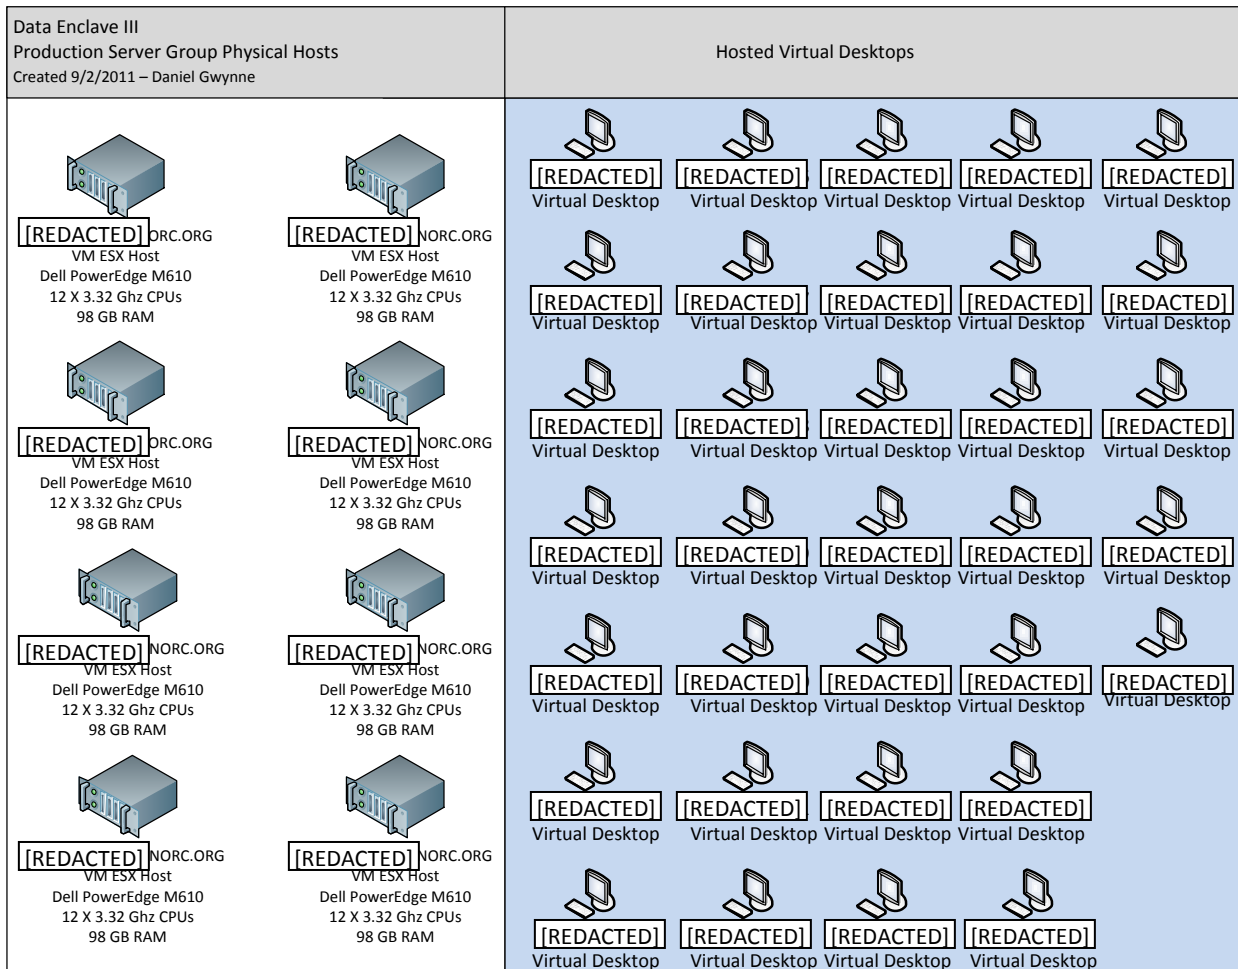 Data Enclave III
Production Server Group Physical Hosts
Created 9/2/2011 – Daniel Gwynne
Hosted Virtual Desktops
[REDACTED] ORC.ORG
VM ESX Host
Dell PowerEdge M610
12 X 3.32 Ghz CPUs
98 GB RAM
[REDACTED] NORC.ORG
VM ESX Host
Dell PowerEdge M610
12 X 3.32 Ghz CPUs
98 GB RAM
[REDACTED] ORC.ORG
VM ESX Host
Dell PowerEdge M610
12 X 3.32 Ghz CPUs
98 GB RAM
[REDACTED] NORC.ORG
VM ESX Host
Dell PowerEdge M610
12 X 3.32 Ghz CPUs
98 GB RAM
[REDACTED] NORC.ORG
VM ESX Host
Dell PowerEdge M610
12 X 3.32 Ghz CPUs
98 GB RAM
[REDACTED] NORC.ORG
VM ESX Host
Dell PowerEdge M610
12 X 3.32 Ghz CPUs
98 GB RAM
[REDACTED] NORC.ORG
VM ESX Host
Dell PowerEdge M610
12 X 3.32 Ghz CPUs
98 GB RAM
[REDACTED] NORC.ORG
VM ESX Host
Dell PowerEdge M610
12 X 3.32 Ghz CPUs
98 GB RAM
[REDACTED] [REDACTED] [REDACTED] [REDACTED] [REDACTED]
Virtual Desktop Virtual Desktop Virtual Desktop Virtual Desktop Virtual Desktop
[REDACTED] [REDACTED] [REDACTED] [REDACTED] [REDACTED]
Virtual Desktop Virtual Desktop Virtual Desktop Virtual Desktop Virtual Desktop
[REDACTED] [REDACTED] [REDACTED] [REDACTED] [REDACTED]
Virtual Desktop Virtual Desktop Virtual Desktop Virtual Desktop Virtual Desktop
[REDACTED] [REDACTED] [REDACTED] [REDACTED] [REDACTED]
Virtual Desktop Virtual Desktop Virtual Desktop Virtual Desktop Virtual Desktop
[REDACTED] [REDACTED] [REDACTED] [REDACTED] [REDACTED]
Virtual Desktop Virtual Desktop Virtual Desktop Virtual Desktop Virtual Desktop
[REDACTED] [REDACTED] [REDACTED] [REDACTED]
Virtual Desktop Virtual Desktop Virtual Desktop Virtual Desktop
[REDACTED] [REDACTED] [REDACTED] [REDACTED]
Virtual Desktop Virtual Desktop Virtual Desktop Virtual Desktop